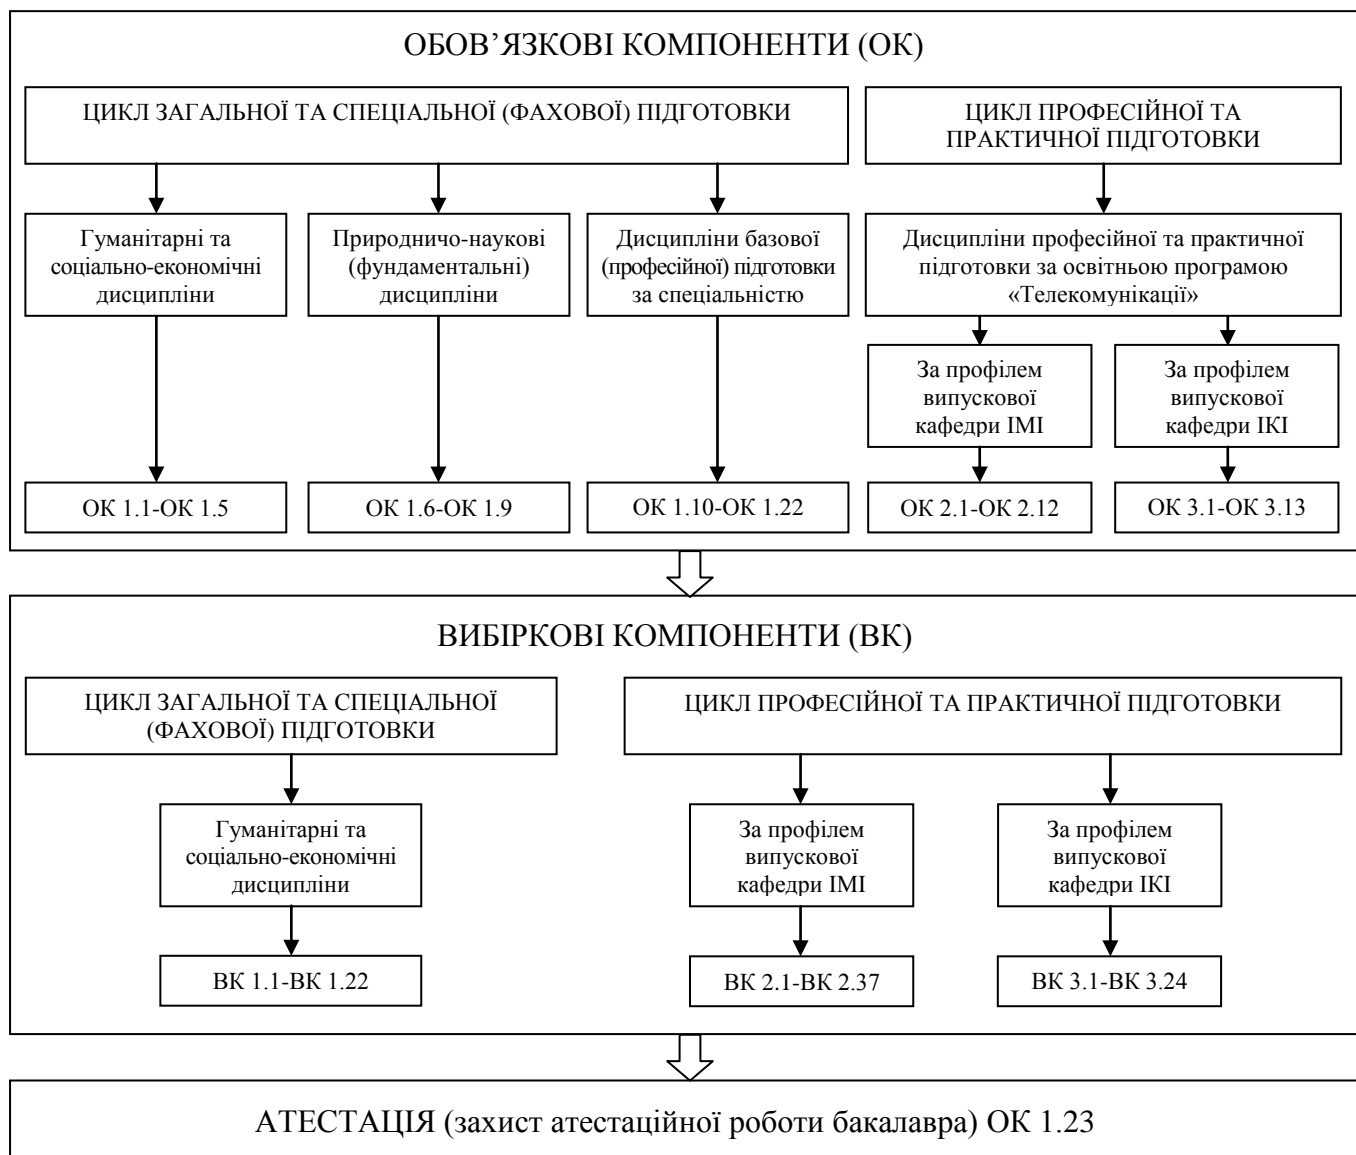 ОБОВ’ЯЗКОВІ КОМПОНЕНТИ (ОК)
ЦИКЛ ЗАГАЛЬНОЇ ТА СПЕЦІАЛЬНОЇ (ФАХОВОЇ) ПІДГОТОВКИ
ЦИКЛ ПРОФЕСІЙНОЇ ТА
ПРАКТИЧНОЇ ПІДГОТОВКИ
Гуманітарні та
соціально-економічні
дисципліни
Природничо-наукові
(фундаментальні)
дисципліни
Дисципліни базової
(професійної) підготовки
за спеціальністю
Дисципліни професійної та практичної
підготовки за освітньою програмою
«Телекомунікації»
За профілем
випускової
кафедри ІМІ
За профілем
випускової
кафедри ІКІ
ОК 1.1-ОК 1.5
ОК 1.6-ОК 1.9
ОК 1.10-ОК 1.22
ОК 2.1-ОК 2.12
ОК 3.1-ОК 3.13
ВИБІРКОВІ КОМПОНЕНТИ (ВК)
ЦИКЛ ЗАГАЛЬНОЇ ТА СПЕЦІАЛЬНОЇ
(ФАХОВОЇ) ПІДГОТОВКИ
ЦИКЛ ПРОФЕСІЙНОЇ ТА ПРАКТИЧНОЇ ПІДГОТОВКИ
Гуманітарні та
соціально-економічні
дисципліни
За профілем
випускової
кафедри ІМІ
За профілем
випускової
кафедри ІКІ
ВК 1.1-ВК 1.22
ВК 2.1-ВК 2.37
ВК 3.1-ВК 3.24
АТЕСТАЦІЯ (захист атестаційної роботи бакалавра) ОК 1.23